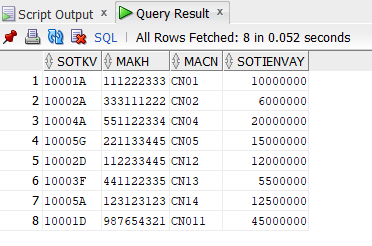 Script Output × Query Result ×
SQL | All Rows Fetched: 8 in 0.052 seconds
SOTKV MAKH MACN SOTIENVAY
1 10001A 111222333 CN01 10000000
2 10002A 333111222 CN02 6000000
3 10004A 551122334 CN04 20000000
4 10005G 221133445 CN05 15000000
5 10002D 112233445 CN12 12000000
6 10003F 441122335 CN13 5500000
7 10005A 123123123 CN14 12500000
8 10001D 987654321 CN011 45000000